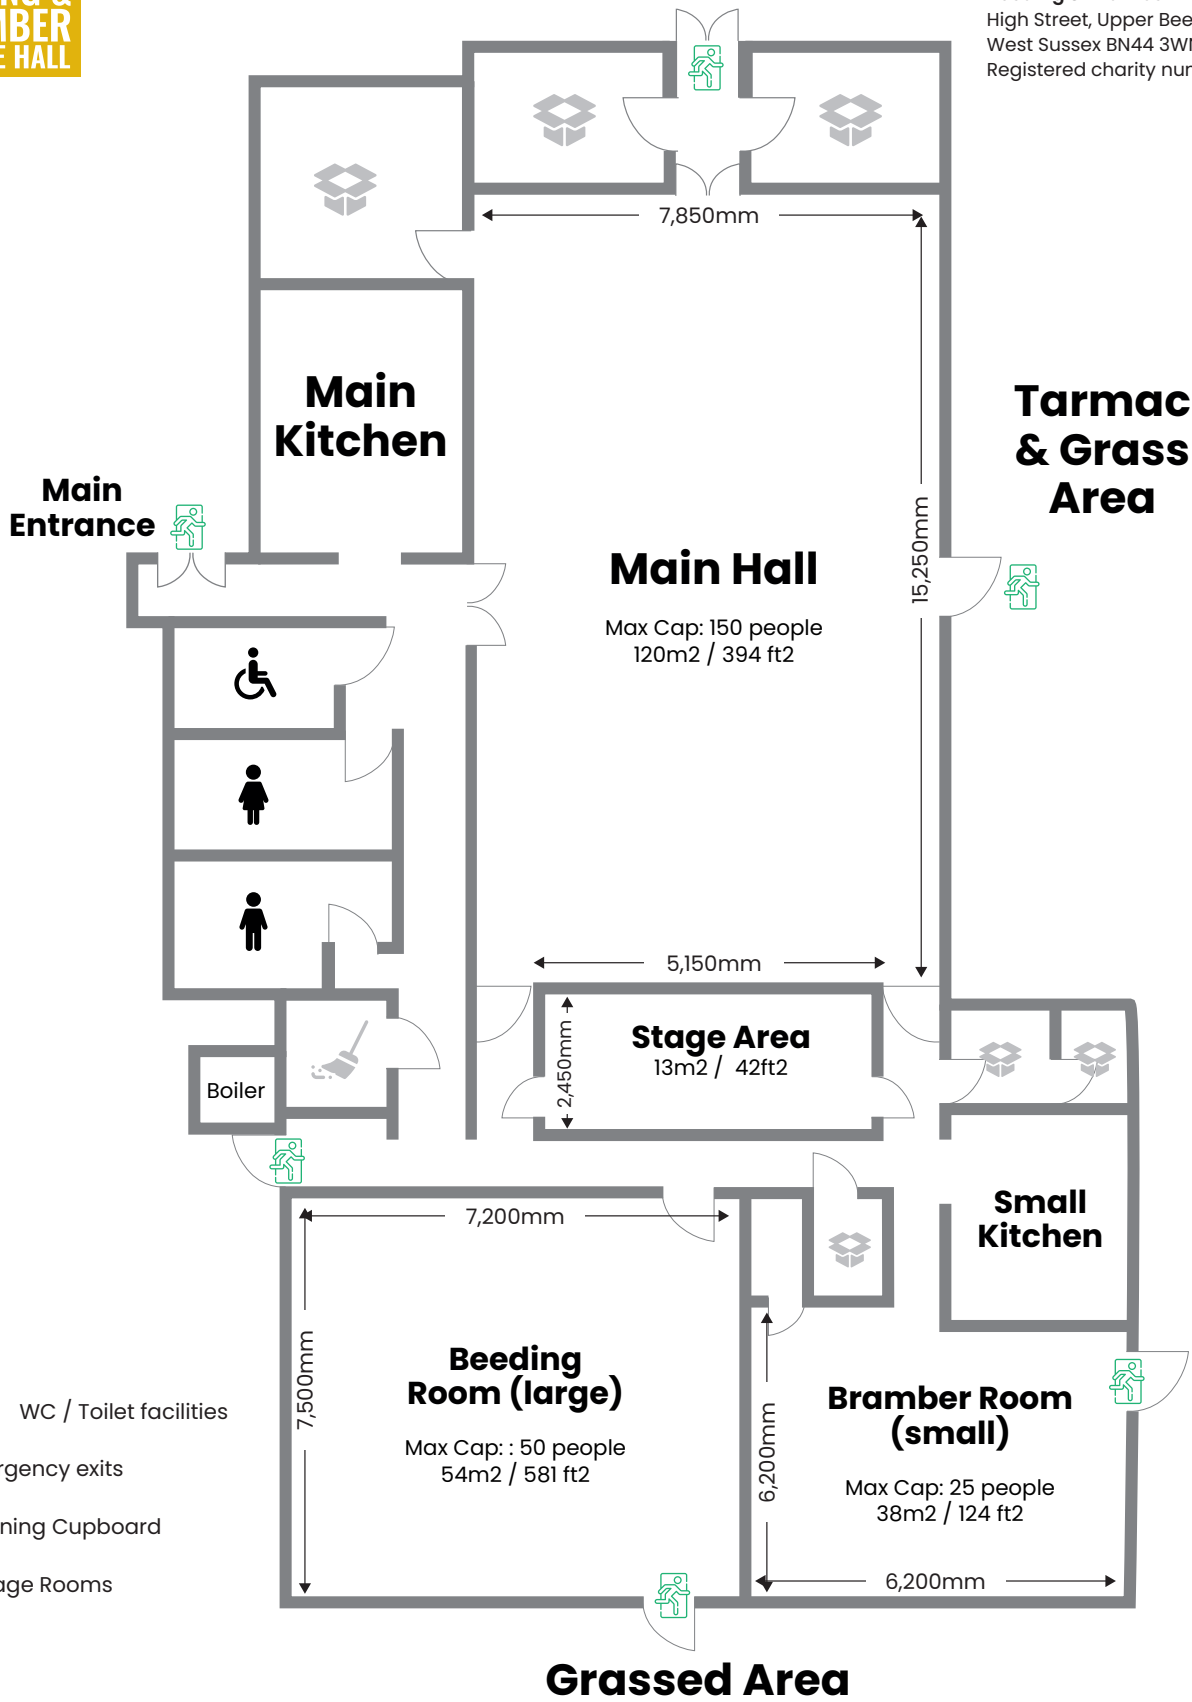 MBER
E HALL
High Street, Upper Bee
West Sussex BN44 3W
Registered charity nu
7,850mm
Main
Kitchen
Tarmac
& Grass
Area
Main
Entrance
15,250mm
Main Hall
Max Cap: 150 people
120m2 / 394 ft2
5,150mm
Stage Area
13m2 / 42ft2
2,450mm
Boiler
Small
Kitchen
7,200mm
7,500mm
Beeding
Room (large)
Max Cap: : 50 people
54m2 / 581 ft2
Bramber Room
(small)
Max Cap: 25 people
38m2 / 124 ft2
6,200mm
6,200mm
WC / Toilet facilities
rgency exits
ning Cupboard
age Rooms
Grassed Area